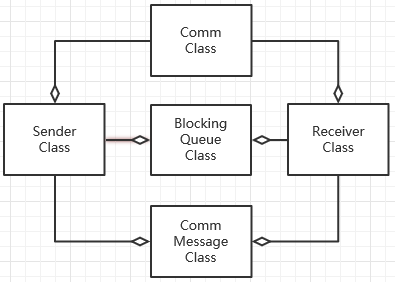 Comm
Class
Sender
Class
Blocking
Queue
Class
Receiver
Class
Comm
Message
Class